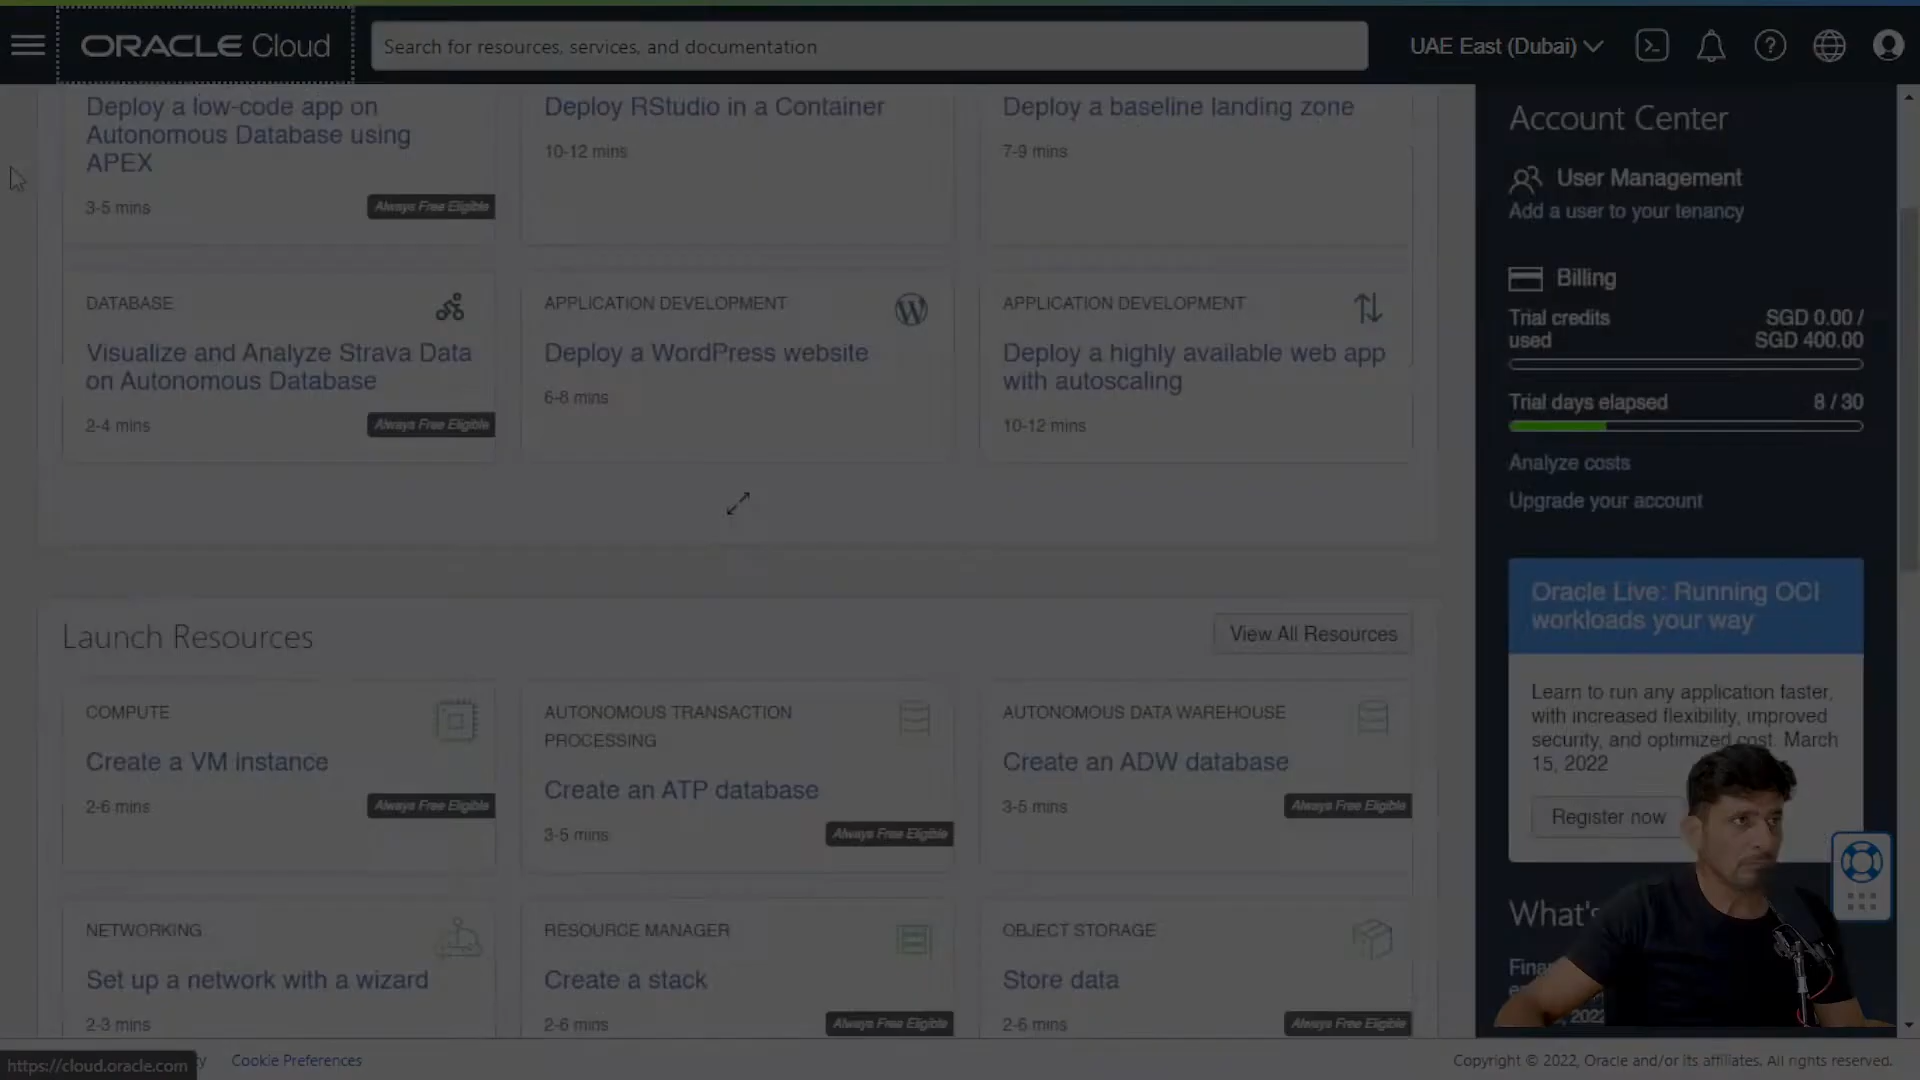 ORACLE Cloud
Search for resources, services, and documentation
UAE East (Dubai)
Deploy a low-code app on
Autonomous Database using
APEX
3-5 mins
Always Free Eligible
Deploy RStudio in a Container
10-12 mins
Deploy a baseline landing zone
7-9 mins
DATABASE
Visualize and Analyze Strava Data
on Autonomous Database
2-4 mins
Always Free Eligible
APPLICATION DEVELOPMENT
Deploy a WordPress website
6-8 mins
APPLICATION DEVELOPMENT
Deploy a highly available web app
with autoscaling
10-12 mins
Launch Resources
View All Resources
COMPUTE
Create a VM instance
2-6 mins
Always Free Eligible
AUTONOMOUS TRANSACTION
PROCESSING
Create an ATP database
3-5 mins
Always Free Eligible
AUTONOMOUS DATA WAREHOUSE
Create an ADW database
3-5 mins
Always Free Eligible
NETWORKING
Set up a network with a wizard
2-3 mins
RESOURCE MANAGER
Create a stack
2-6 mins
Always Free Eligible
OBJECT STORAGE
Store data
2-6 mins
Always Free Eligible
Account Center
User Management
Add a user to your tenancy
Billing
Trial credits
used
SGD 0.00 /
SGD 400.00
Trial days elapsed
8 / 30
Analyze costs
Upgrade your account
Oracle Live: Running OCI
workloads your way
Learn to run any application faster,
with increased flexibility, improved
security, and optimized cost. March
15, 2022
Register now
What's
2022
https://cloud.oracle.com
Cookie Preferences
Copyright © 2022, Oracle and/or its affiliates. All rights reserved.